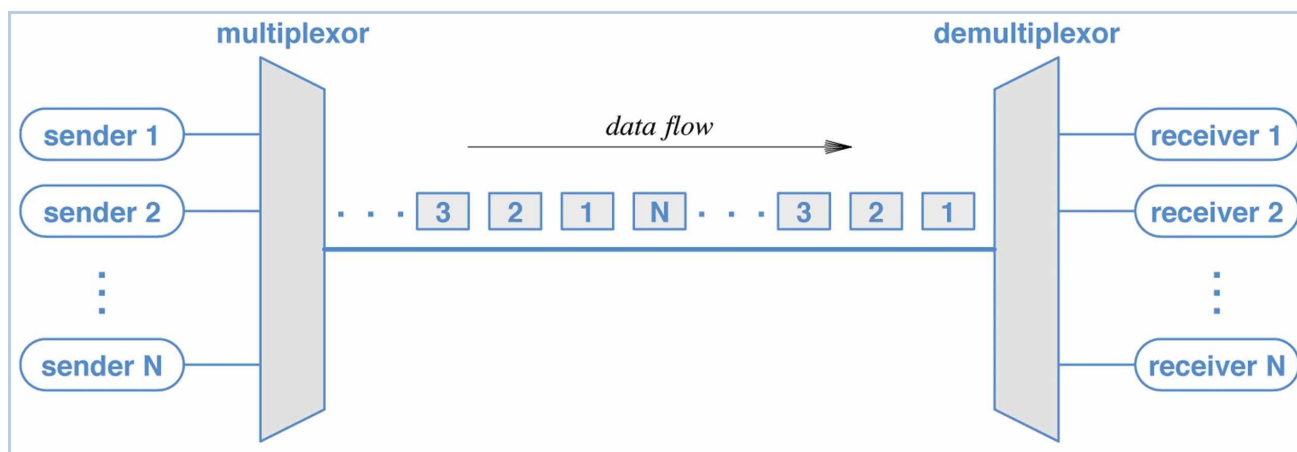 multiplexor
demultiplexor
data flow
sender 1
receiver 1
sender 2
. . . 3 2 1 N . . . 3 2 1
receiver 2
sender N
receiver N